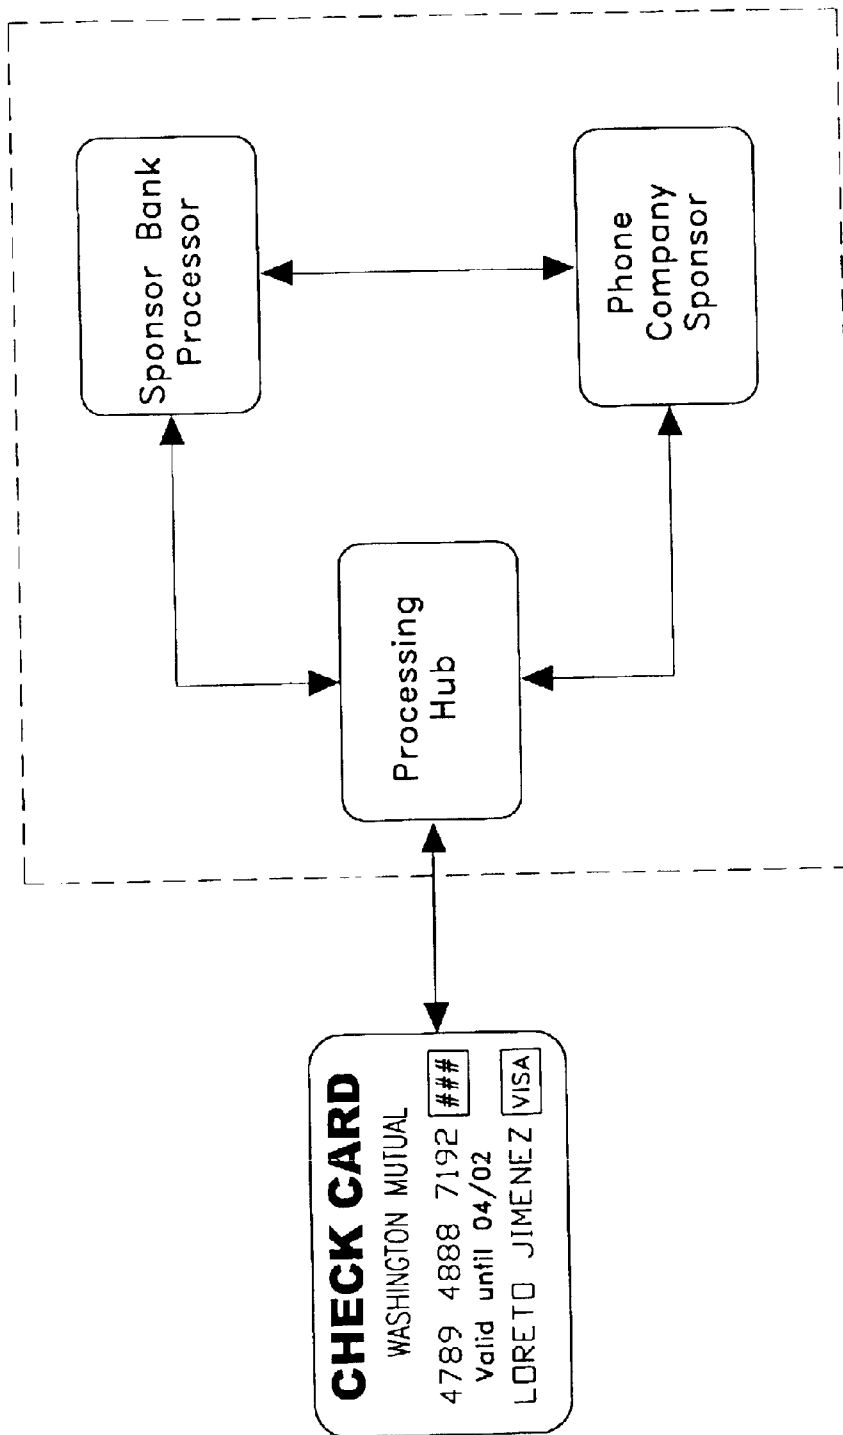 CHECK CARD
WASHINGTON MUTUAL
4789 4888 7192 ###
Valid until 04/02
LORETO JIMENEZ VISA
Processing
Hub
Sponsor Bank
Processor
Phone
Company
Sponsor